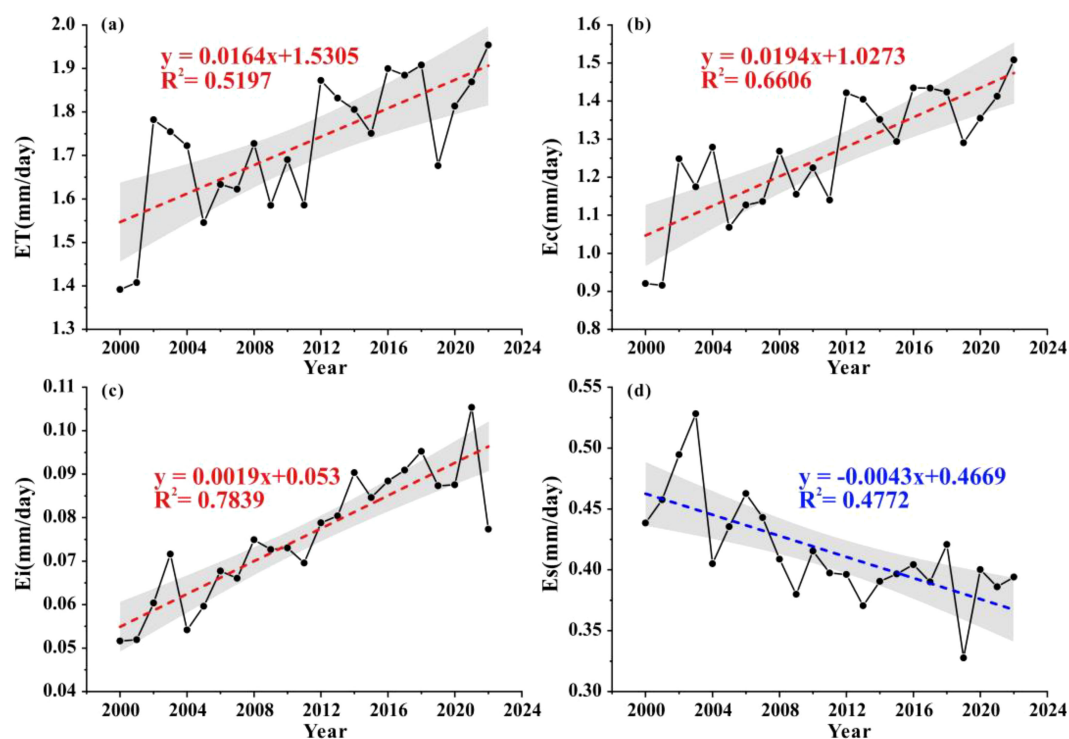 (a)
y = 0.0164x+1.5305
R²= 0.5197
ET(mm/day)
2.0
1.9
1.8
1.7
1.6
1.5
1.4
1.3
2000 2004 2008 2012 2016 2020 2024
Year
(b)
y = 0.0194x+1.0273
R²= 0.6606
Ec(mm/day)
1.6
1.5
1.4
1.3
1.2
1.1
1.0
0.9
0.8
2000 2004 2008 2012 2016 2020 2024
Year
(c)
y = 0.0019x+0.053
R²= 0.7839
Ei(mm/day)
0.11
0.10
0.09
0.08
0.07
0.06
0.05
0.04
2000 2004 2008 2012 2016 2020 2024
Year
(d)
y = -0.0043x+0.4669
R²= 0.4772
Es(mm/day)
0.55
0.50
0.45
0.40
0.35
0.30
2000 2004 2008 2012 2016 2020 2024
Year